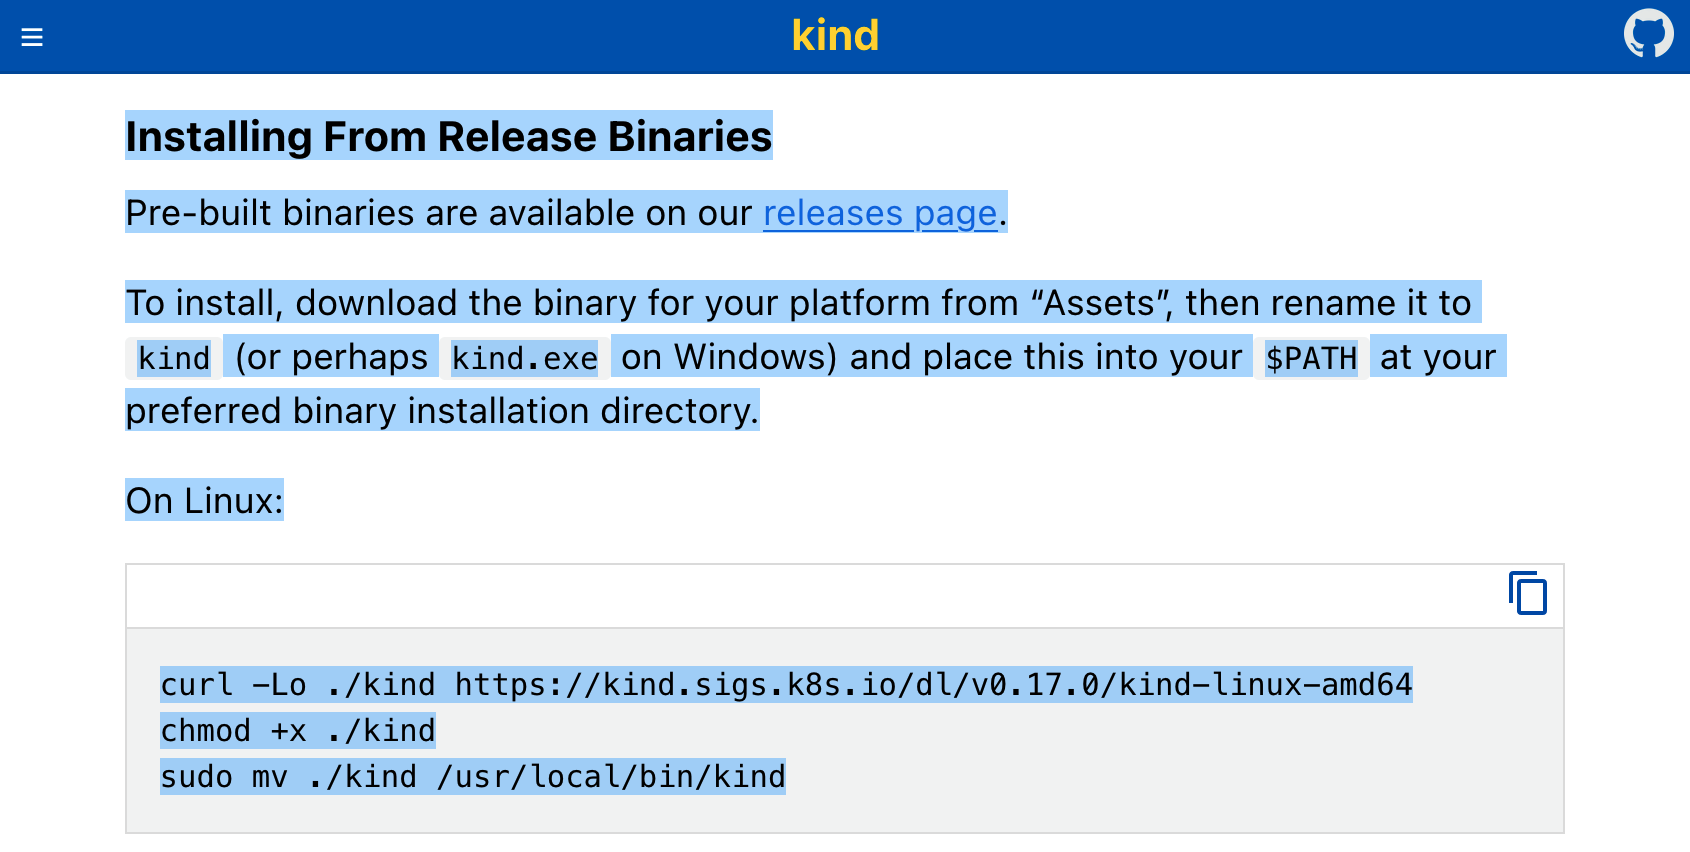 kind
Installing From Release Binaries
Pre-built binaries are available on our releases page.
To install, download the binary for your platform from “Assets”, then rename it to
kind (or perhaps kind.exe on Windows) and place this into your $PATH at your
preferred binary installation directory.
On Linux:
curl -Lo ./kind https://kind.sigs.k8s.io/dl/v0.17.0/kind-linux-amd64
chmod +x ./kind
sudo mv ./kind /usr/local/bin/kind